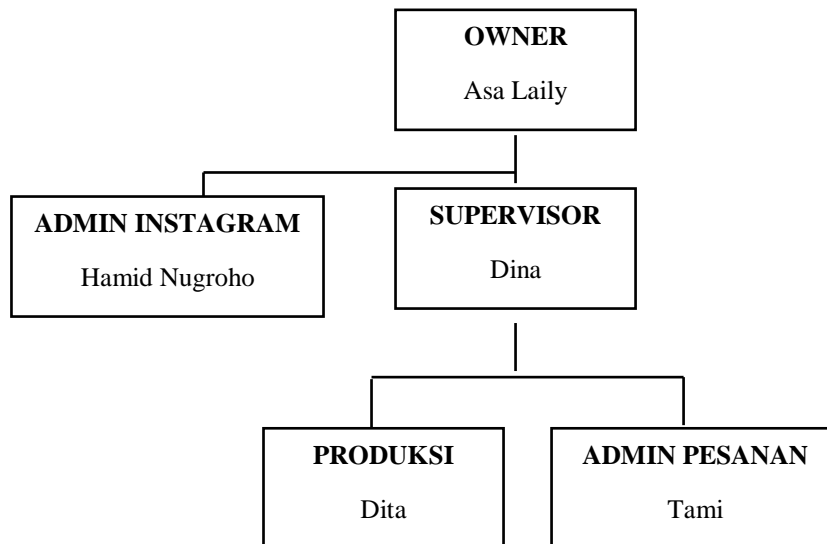 OWNER
Asa Laily
ADMIN INSTAGRAM
Hamid Nugroho
SUPERVISOR
Dina
PRODUKSI
Dita
ADMIN PESANAN
Tami